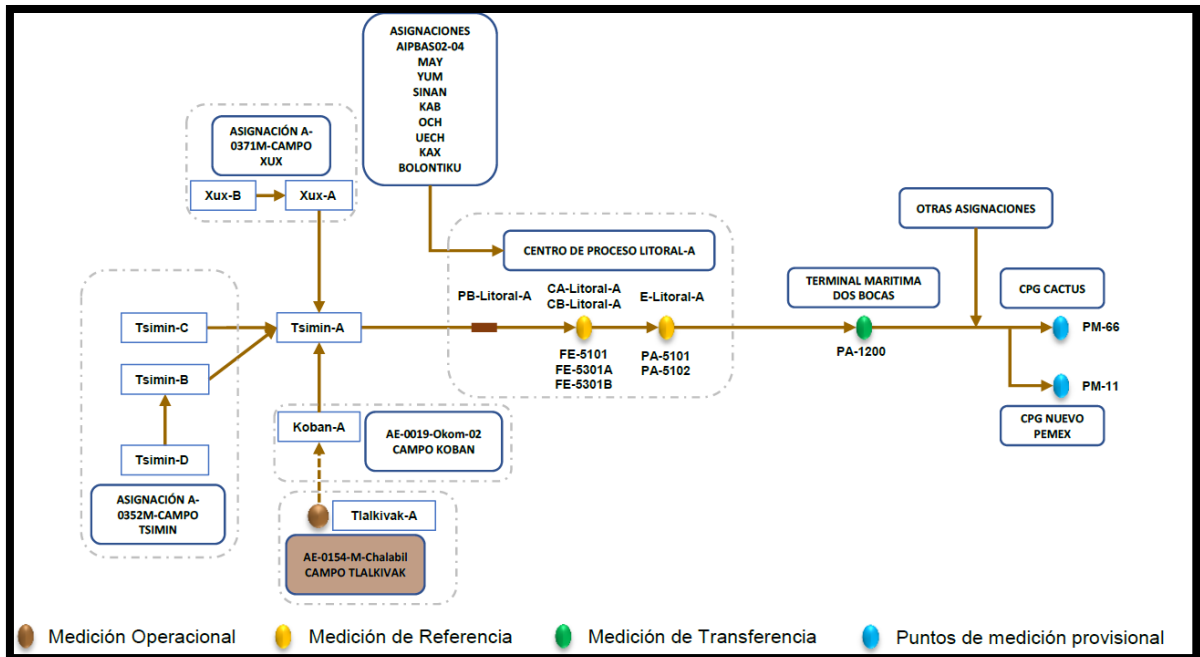 ASIGNACIONES
AIPBAS02-04
MAY
YUM
SINAN
KAB
OCH
UECH
KAX
BOLONTIKU
ASIGNACIÓN A-
0371M-CAMPO
XUX
Xux-B
Xux-A
OTRAS ASIGNACIONES
CENTRO DE PROCESO LITORAL-A
PB-Litoral-A
CA-Litoral-A
CB-Litoral-A
E-Litoral-A
TERMINAL MARITIMA
DOS BOCAS
CPG CACTUS
Tsimin-C
Tsimin-A
PM-66
FE-5101
FE-5301A
FE-5301B
PA-5101
PA-5102
PA-1200
Tsimin-B
PM-11
Koban-A
AE-0019-Okom-02
CAMPO KOBAN
CPG NUEVO
PEMEX
Tsimin-D
ASIGNACIÓN A-
0352M-CAMPO
TSIMIN
Tlalkivak-A
AE-0154-M-Chalabil
CAMPO TLALKIVAK
Medición Operacional
Medición de Referencia
Medición de Transferencia
Puntos de medición provisional